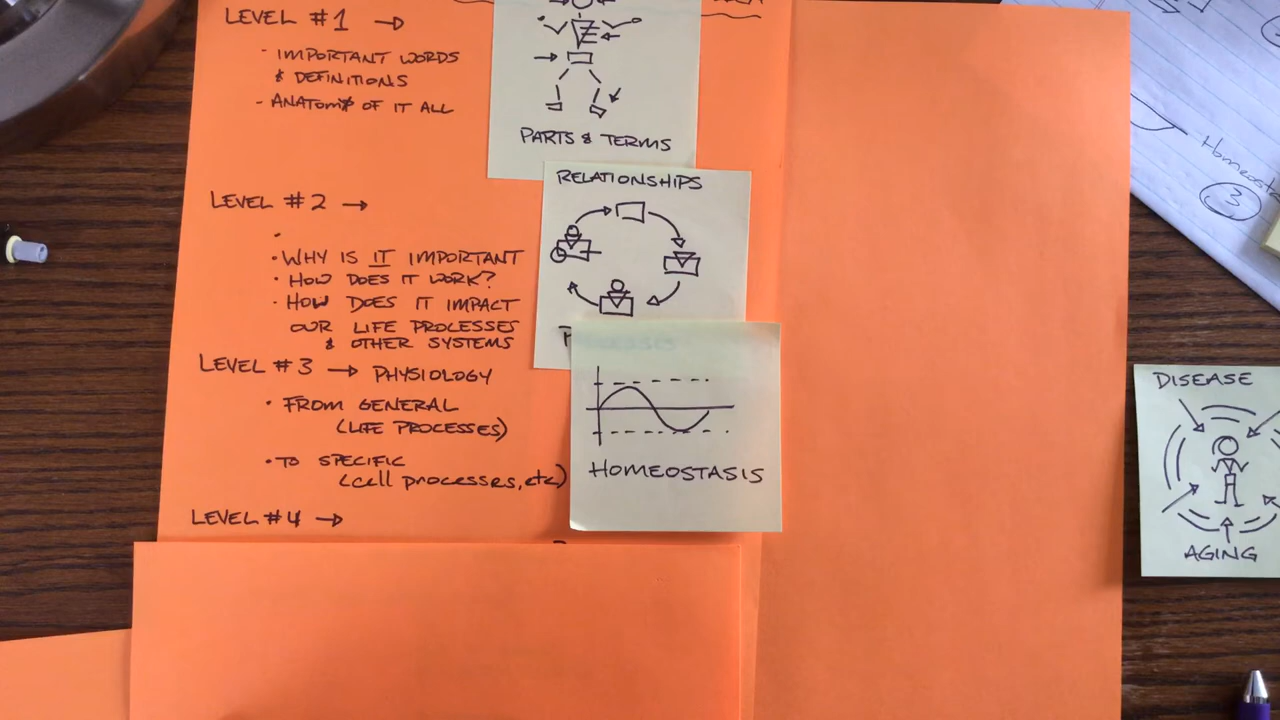 LEVEL #1 →
· IMPORTANT WORDS
& DEFINITIONS
- ANATOMY OF IT ALL
PARTS & TERMS
LEVEL #2 →
· WHY IS IT IMPORTANT
· HOW DOES IT WORK?
· HOW DOES IT IMPACT
OUR LIFE PROCESSES
& OTHER SYSTEMS
RELATIONSHIPS
LEVEL #3 → PHYSIOLOGY
· FROM GENERAL
(LIFE PROCESSES)
· TO SPECIFIC
(cell processes, etc)
HOMEOSTASIS
LEVEL #4 →
3
DISEASE
AGING